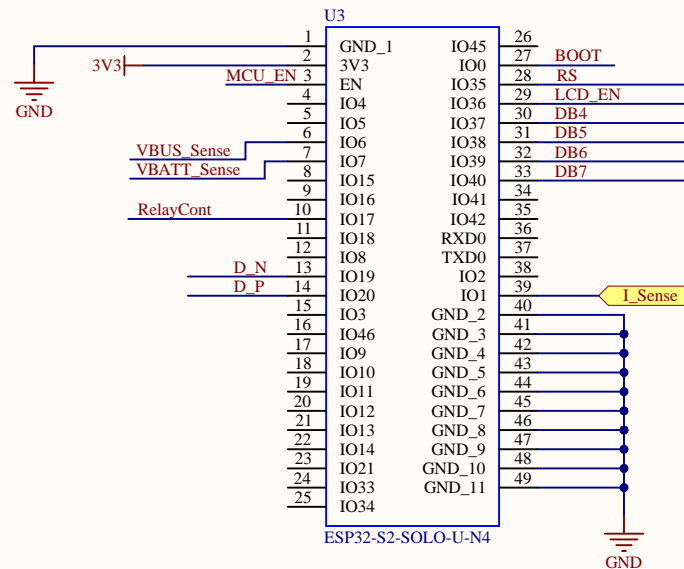 U3
1 GND_1 IO45 26
3V3 2 3V3 IO0 27 BOOT
MCU_EN 3 EN IO35 28 RS
4 IO4 IO36 29 LCD_EN
5 IO5 IO37 30 DB4
VBUS_Sense 6 IO6 IO38 31 DB5
VBATT_Sense 7 IO7 IO39 32 DB6
8 IO15 IO40 33 DB7
9 IO16 IO41 34
RelayCont 10 IO17 IO42 35
11 IO18 RXD0 36
12 IO8 TXD0 37
D_N 13 IO19 IO2 38
D_P 14 IO20 IO1 39 I_Sense
15 IO3 GND_2 40
16 IO46 GND_3 41
17 IO9 GND_4 42
18 IO10 GND_5 43
19 IO11 GND_6 44
20 IO12 GND_7 45
21 IO13 GND_8 46
22 IO14 GND_9 47
23 IO21 GND_10 48
24 IO33 GND_11 49
25 IO34
GND
ESP32-S2-SOLO-U-N4
GND